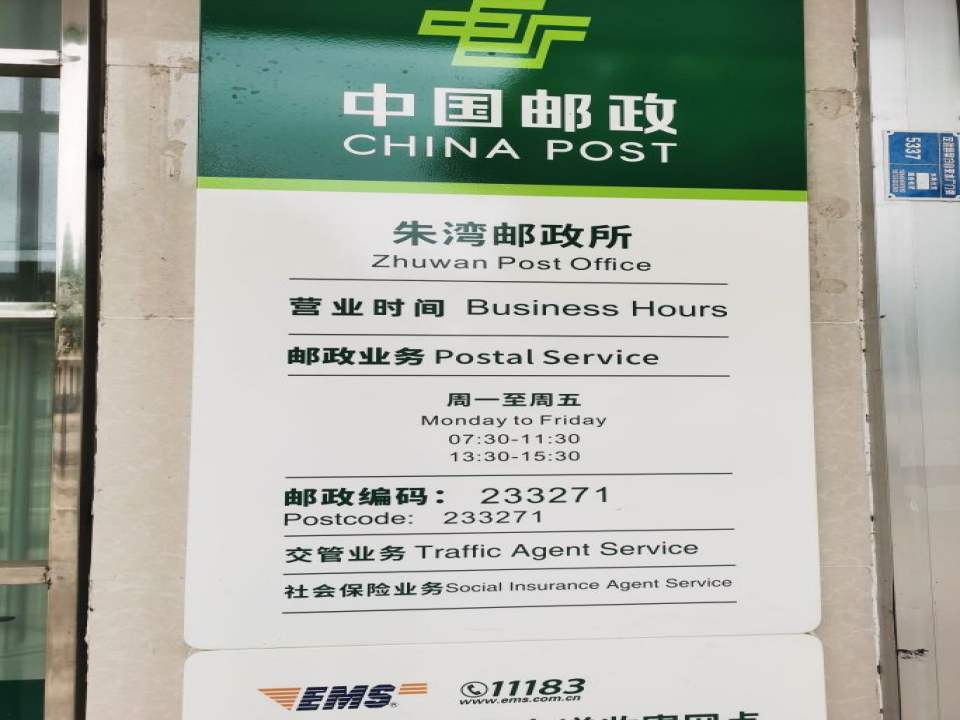 中国邮政
CHINA POST
朱湾邮政所
Zhuwan Post Office
营业时间 Business Hours
邮政业务 Postal Service
周一至周五
Monday to Friday
07:30-11:30
13:30-15:30
邮政编码： 233271
Postcode: 233271
交管业务 Traffic Agent Service
社会保险业务 Social Insurance Agent Service
EMS® 11183
www.ems.com.cn
5337